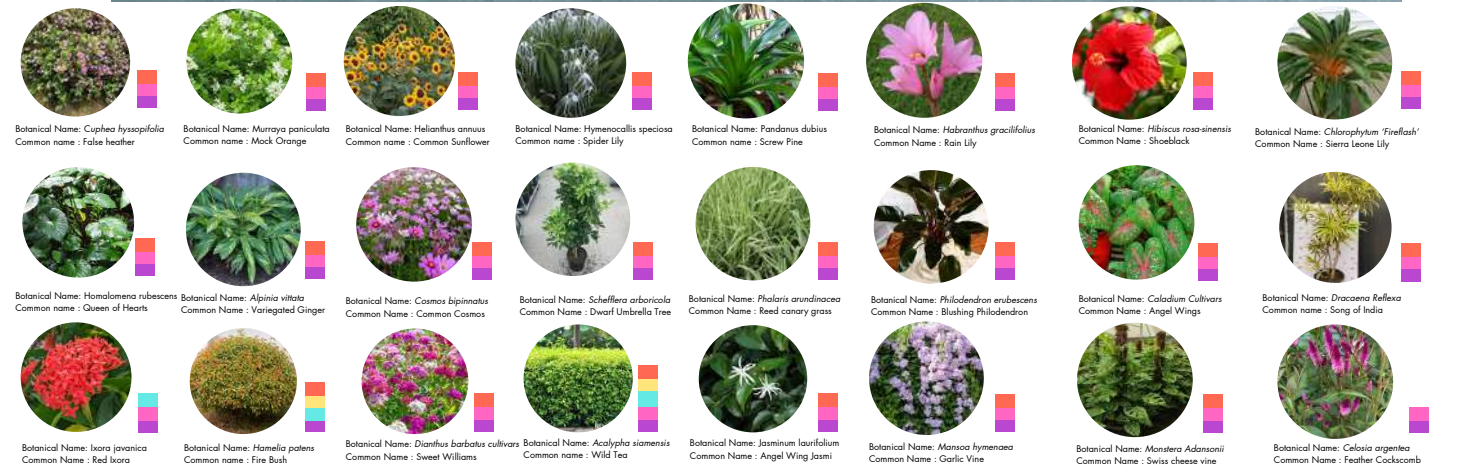 Botanical Name: Cuphea hyssopifolia
Common name : False heather
Botanical Name: Murraya paniculata
Common name : Mock Orange
Botanical Name: Helianthus annuus
Common name : Common Sunflower
Botanical Name: Hymenocallis speciosa
Common name : Spider Lily
Botanical Name: Pandanus dubius
Common name : Screw Pine
Botanical Name: Habranthus gracilifolius
Common Name : Rain Lily
Botanical Name: Hibiscus rosa-sinensis
Common Name : Shoeblack
Botanical Name: Chlorophytum 'Fireflash'
Common Name : Sierra Leone Lily
Botanical Name: Homalomena rubescens
Common name : Queen of Hearts
Botanical Name: Alpinia vittata
Common Name : Variegated Ginger
Botanical Name: Cosmos bipinnatus
Common Name : Common Cosmos
Botanical Name: Schefflera arboricola
Common Name : Dwarf Umbrella Tree
Botanical Name: Phalaris arundinacea
Common Name : Reed canary grass
Botanical Name: Philodendron erubescens
Common Name : Blushing Philodendron
Botanical Name: Caladium Cultivars
Common Name : Angel Wings
Botanical Name: Dracaena Reflexa
Common Name : Song of India
Botanical Name: Ixora javanica
Common Name : Red Ixora
Botanical Name: Hamelia patens
Common name : Fire Bush
Botanical Name: Dianthus barbatus cultivars
Common Name : Sweet Williams
Botanical Name: Acalypha siamensis
Common Name : Wild Tea
Botanical Name: Jasminum laurifolium
Common Name : Angel Wing Jasmi
Botanical Name: Mansoa hymenaea
Common Name : Garlic Vine
Botanical Name: Monstera Adansonii
Common Name : Swiss cheese vine
Botanical Name: Celosia argentea
Common Name : Feather Cockscomb